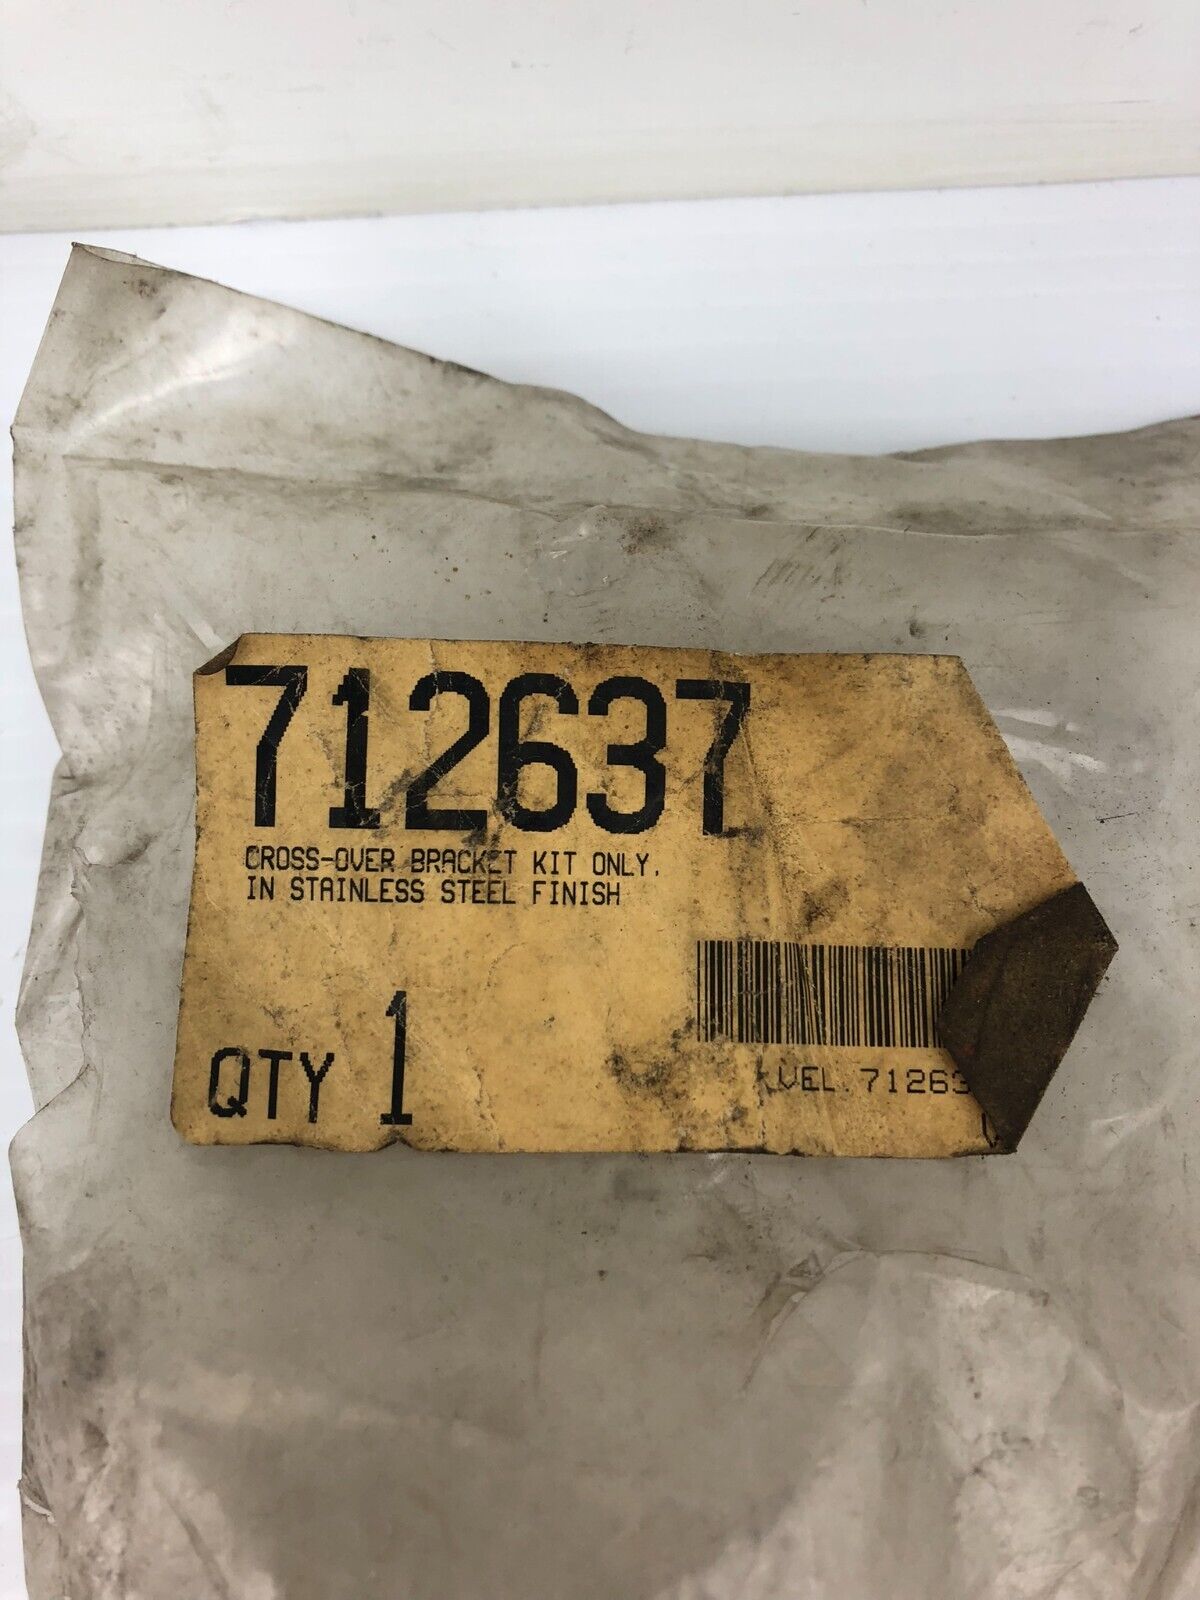 712637
CROSS-OVER BRACKET KIT ONLY,
IN STAINLESS STEEL FINISH
QTY 1
VEL.71263